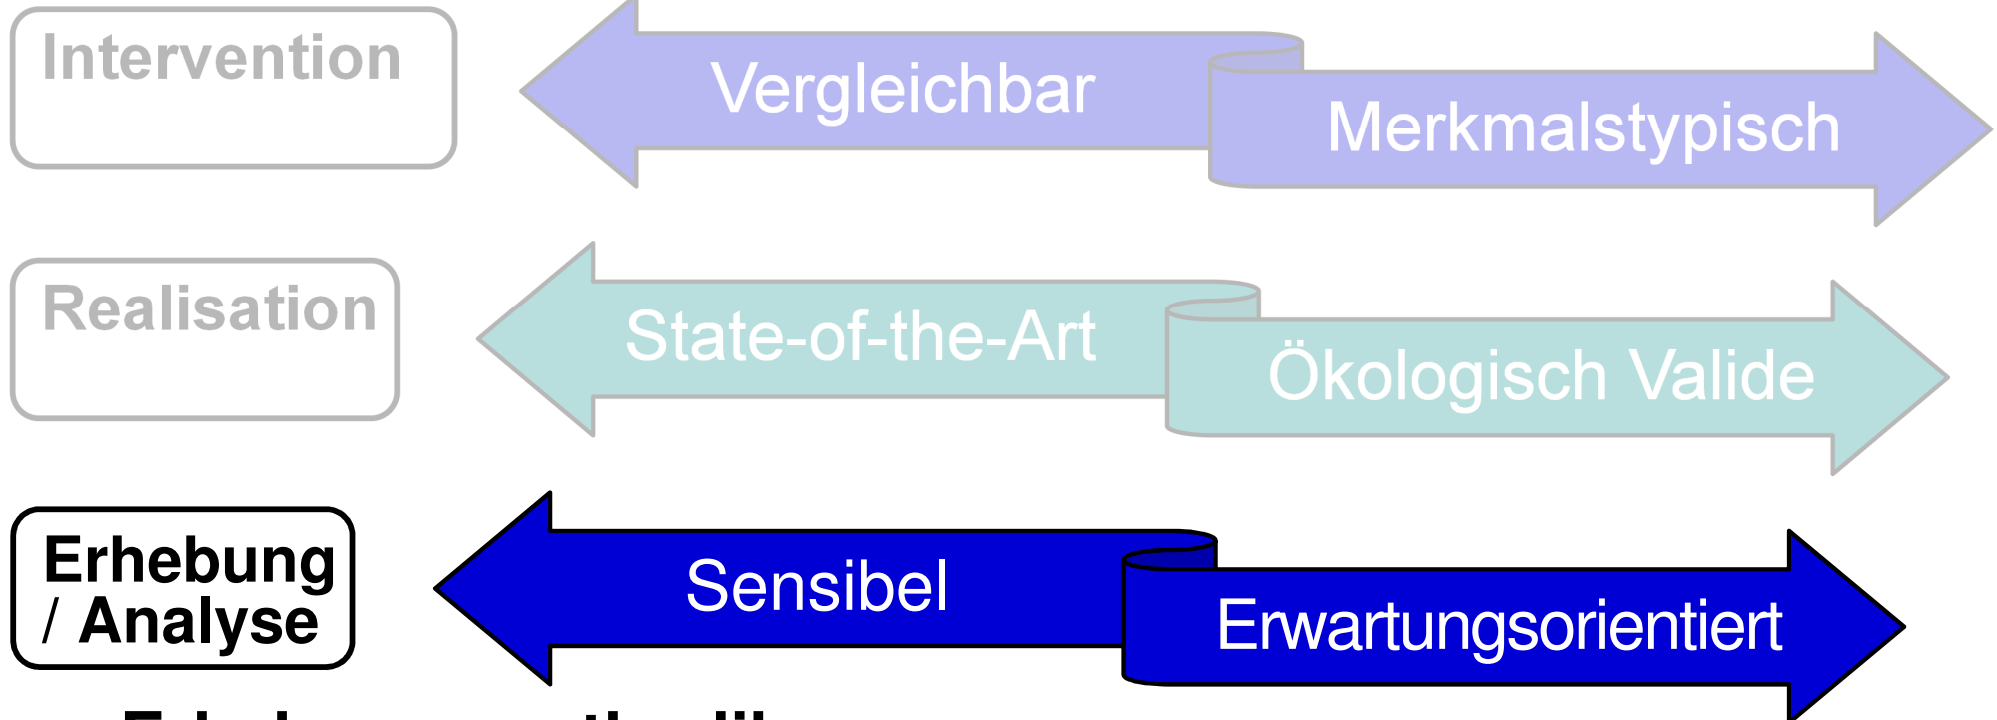 Intervention
Vergleichbar
Merkmalstypisch
Realisation
State-of-the-Art
Ökologisch Valide
Erhebung
/ Analyse
Sensibel
Erwartungsorientiert